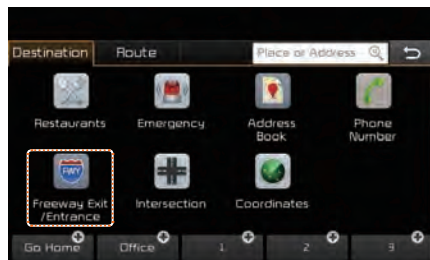 Destination Route Place or Address
Restaurants Emergency Address Book Phone Number
FWY
Freeway Exit /Entrance Intersection Coordinates
Go Home Office 1 2 3